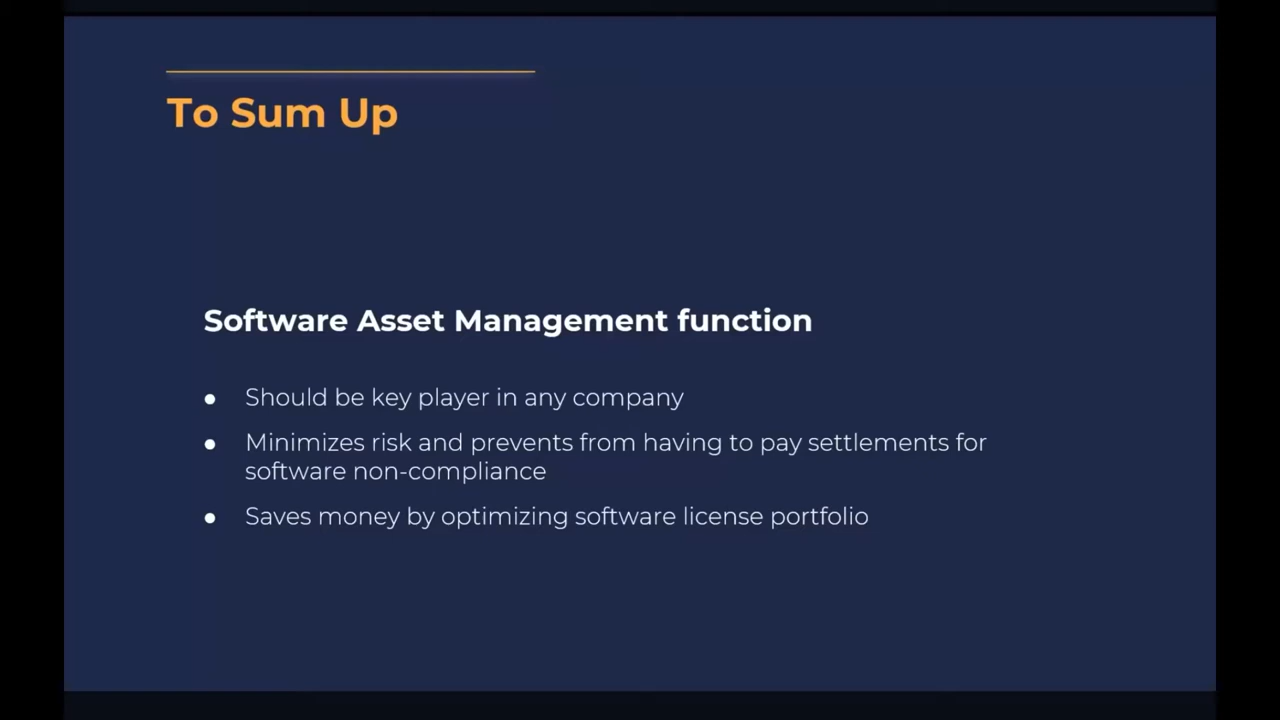 To Sum Up
Software Asset Management function
● Should be key player in any company
● Minimizes risk and prevents from having to pay settlements for
software non-compliance
● Saves money by optimizing software license portfolio